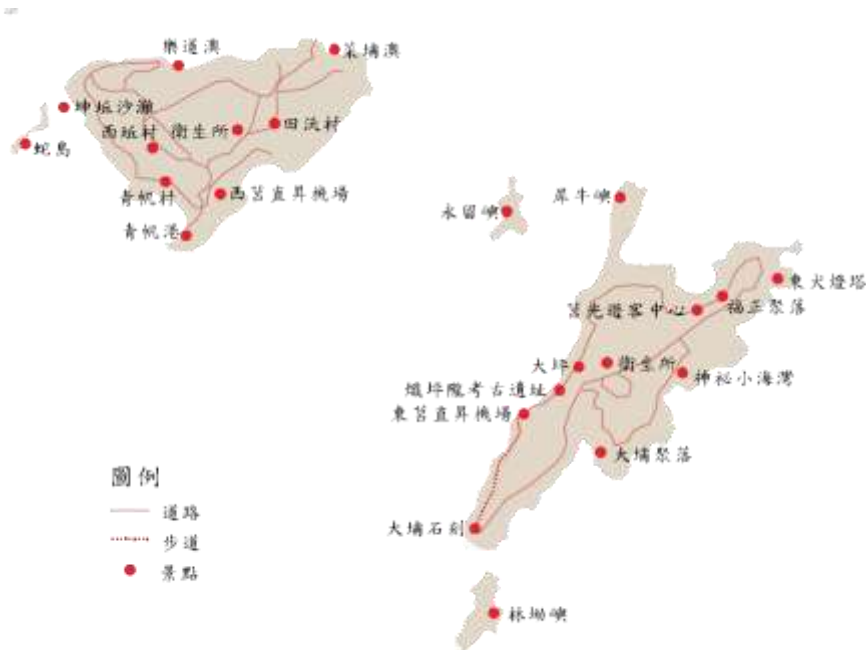 樂道澳
菜埔澳
坤坵沙灘
西坵村
衛生所
田沃村
蛇島
青帆村
西莒直昇機場
青帆港
永留嶼
犀牛嶼
東犬燈塔
莒光遊客中心
福正聚落
大坪
衛生所
神祕小海灣
熾坪隴考古遺址
東莒直昇機場
大埔聚落
圖例
道路
步道
景點
大埔石刻
林坳嶼